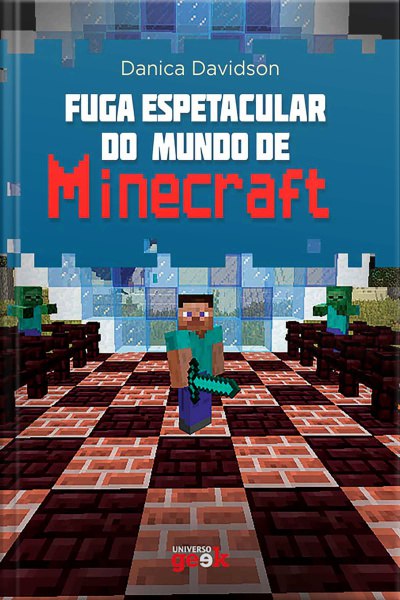 Danica Davidson
FUGA ESPETACULAR
DO MUNDO DE
Minecraft
UNIVERSO
geek